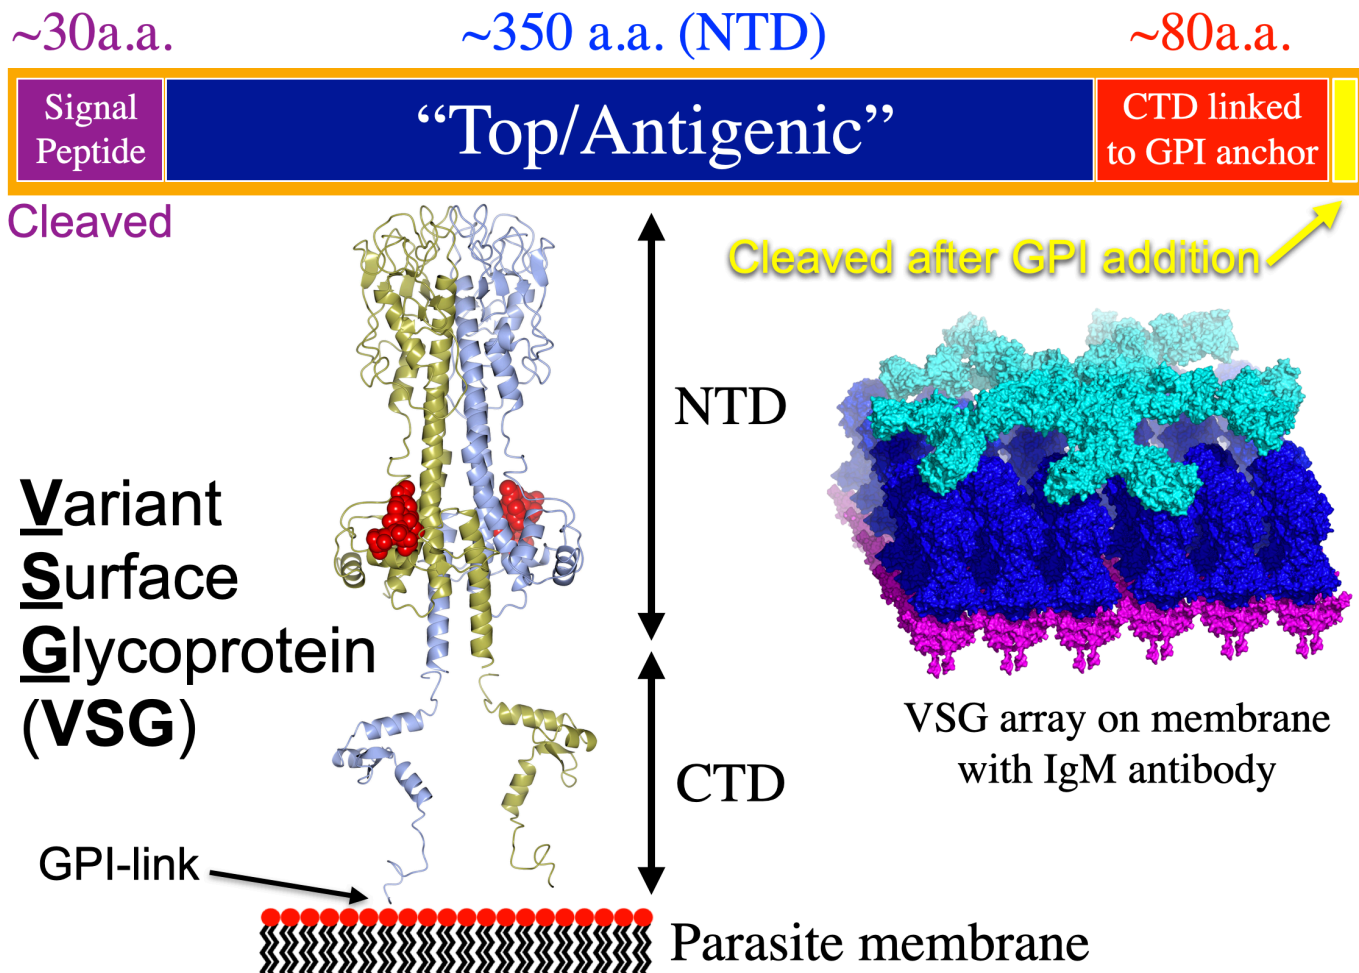 ~30a.a.
~350 a.a. (NTD)
~80a.a.
Signal
Peptide
“Top/Antigenic”
CTD linked
to GPI anchor
Cleaved
Cleaved after GPI addition
NTD
Variant
Surface
Glycoprotein
(VSG)
VSG array on membrane
with IgM antibody
CTD
GPI-link
Parasite membrane